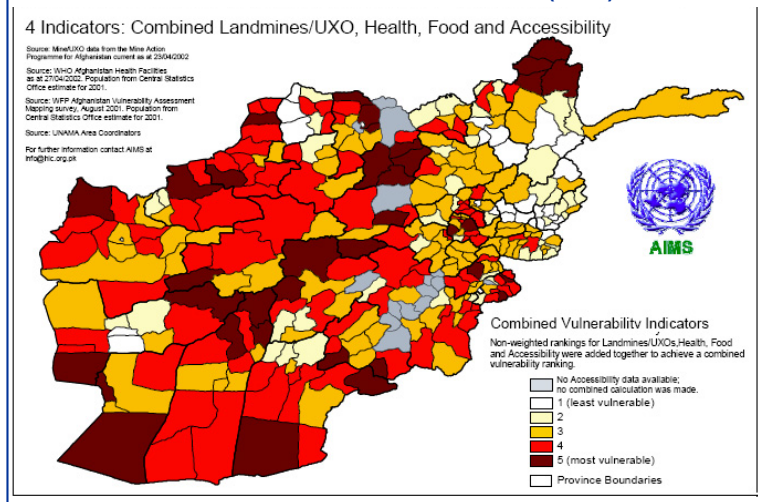 4 Indicators: Combined Landmines/UXO, Health, Food and Accessibility
Source: Mine/UXO data from the Mine Action
Programme for Afghanistan current as at 23/04/2002
Source: WHO Afghanistan Health Facilities
as at 27/04/2002. Population from Central Statistics
Office estimate for 2001.
Source: WFP Afghanistan Vulnerability Assessment
Mapping survey, August 2001. Population from
Central Statistics Office estimate for 2001.
Source: UNAMA Area Coordinators
For further information contact AIMS at
info@hic.org.pk
AIMS
Combined Vulnerability Indicators
Non-weighted rankings for Landmines/UXOs,Health, Food
and Accessibility were added together to achieve a combined
vulnerability ranking.
No Accessibility data available;
no combined calculation was made.
1 (least vulnerable)
2
3
4
5 (most vulnerable)
Province Boundaries